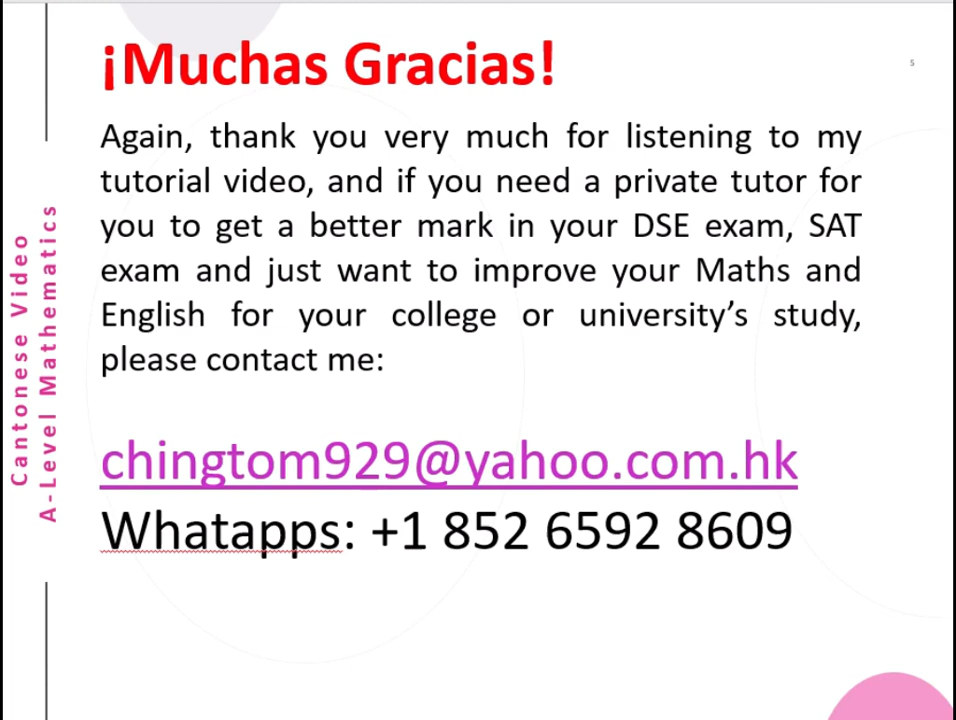 ¡Muchas Gracias!
5
Again, thank you very much for listening to my
tutorial video, and if you need a private tutor for
you to get a better mark in your DSE exam, SAT
exam and just want to improve your Maths and
English for your college or university’s study,
please contact me:
chingtom929@yahoo.com.hk
Whatapps: +1 852 6592 8609
Cantonese Video
A-Level Mathematics